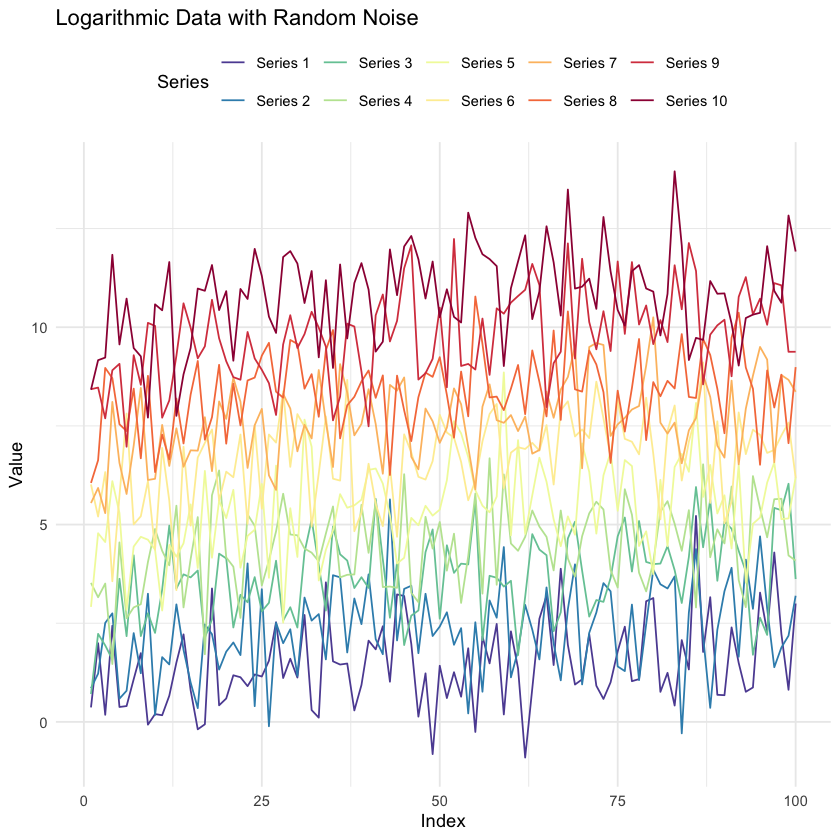 Logarithmic Data with Random Noise
Series
Series 1 Series 3 Series 5 Series 7 Series 9
Series 2 Series 4 Series 6 Series 8 Series 10
Value
10
5
0
0 25 50 75 100
Index